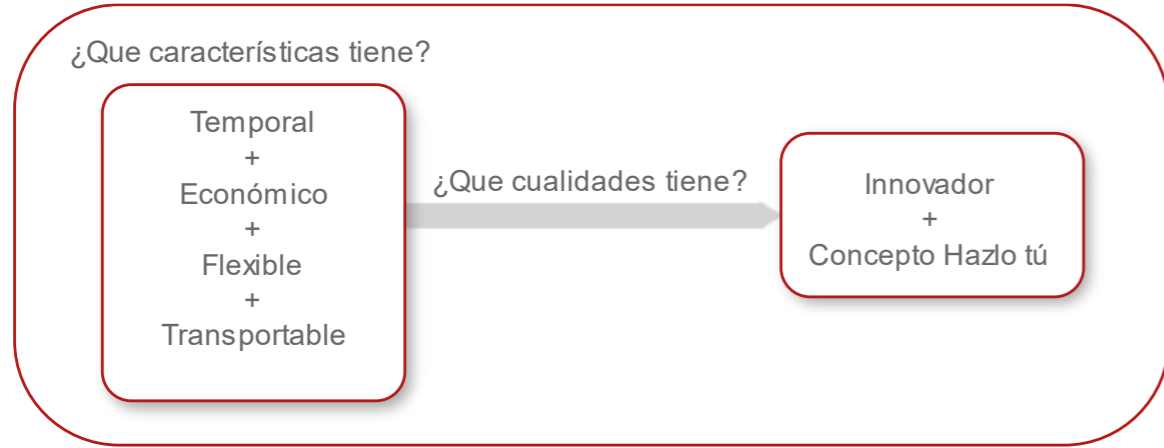 ¿Que características tiene?
Temporal
+
Económico
+
Flexible
+
Transportable
¿Que cualidades tiene?
Innovador
+
Concepto Hazlo tú